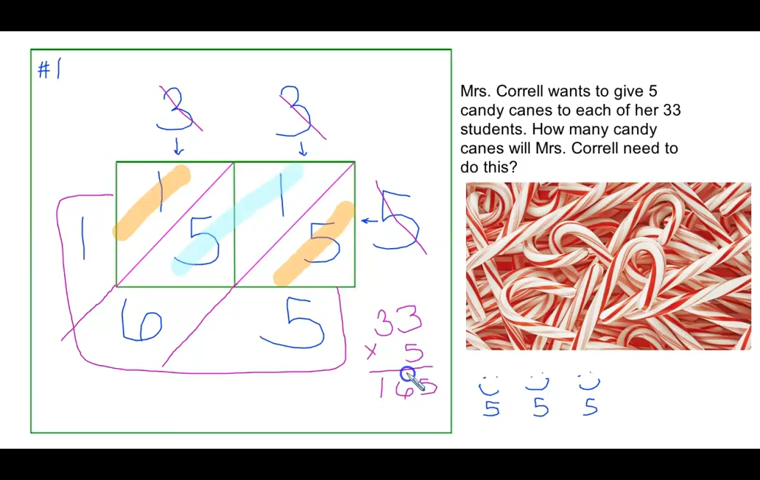 #1
3 3
1 1
1 5 5 5
6 5
33
x 5
165
Mrs. Correll wants to give 5
candy canes to each of her 33
students. How many candy
canes will Mrs. Correll need to
do this?
5 5 5